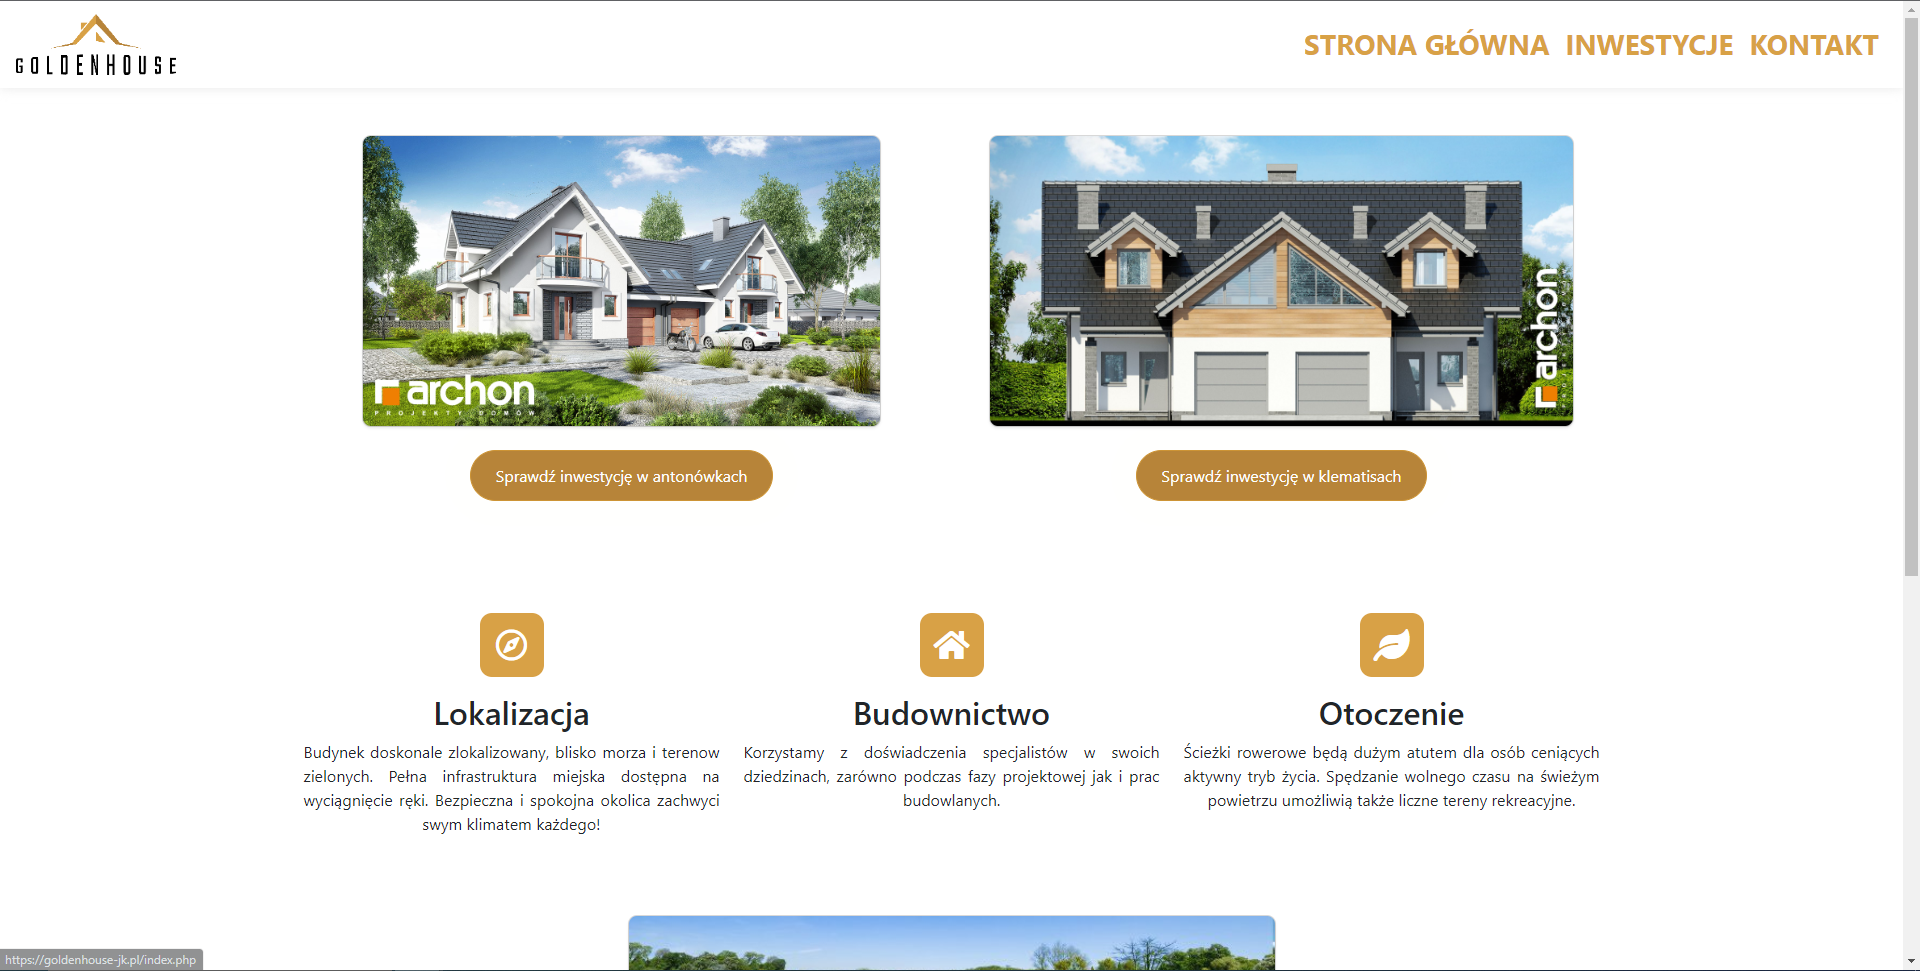 GOLDENHOUSE
STRONA GŁÓWNA INWESTYCJE KONTAKT
archon
PROJEKTY DOMÓW
archon
Sprawdź inwestycję w antonówkach
Sprawdź inwestycję w klematisach
Lokalizacja
Budynek doskonale zlokalizowany, blisko morza i terenow
zielonych. Pełna infrastruktura miejska dostępna na
wyciągnięcie ręki. Bezpieczna i spokojna okolica zachwyci
swym klimatem każdego!
Budownictwo
Korzystamy z doświadczenia specjalistów w swoich
dziedzinach, zarówno podczas fazy projektowej jak i prac
budowlanych.
Otoczenie
Ścieżki rowerowe będą dużym atutem dla osób ceniących
aktywny tryb życia. Spędzanie wolnego czasu na świeżym
powietrzu umożliwią także liczne tereny rekreacyjne.
https://goldenhouse-jk.pl/index.php